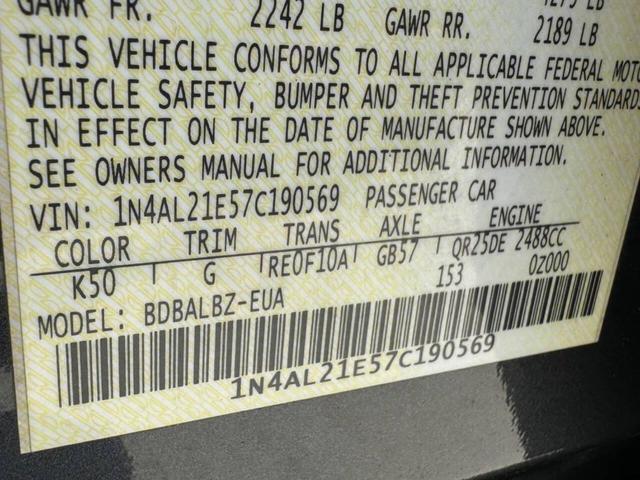 GAWR FR. 2242 LB GAWR RR. 2189 LB
THIS VEHICLE CONFORMS TO ALL APPLICABLE FEDERAL MOT
VEHICLE SAFETY, BUMPER AND THEFT PREVENTION STANDARD
IN EFFECT ON THE DATE OF MANUFACTURE SHOWN ABOVE.
SEE OWNERS MANUAL FOR ADDITIONAL INFORMATION.
VIN: 1N4AL21E57C190569 PASSENGER CAR
COLOR TRIM TRANS AXLE ENGINE
K50 G RE0F10A GB57 QR25DE 2488CC
153 0Z000
MODEL: BDBALBZ-EUA
1N4AL21E57C190569